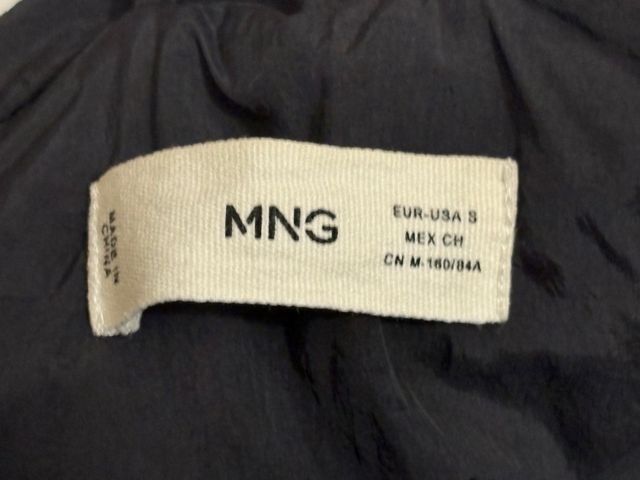 MADE IN
CHINA
MNG
EUR-USA S
MEX CH
CN M-160/84A